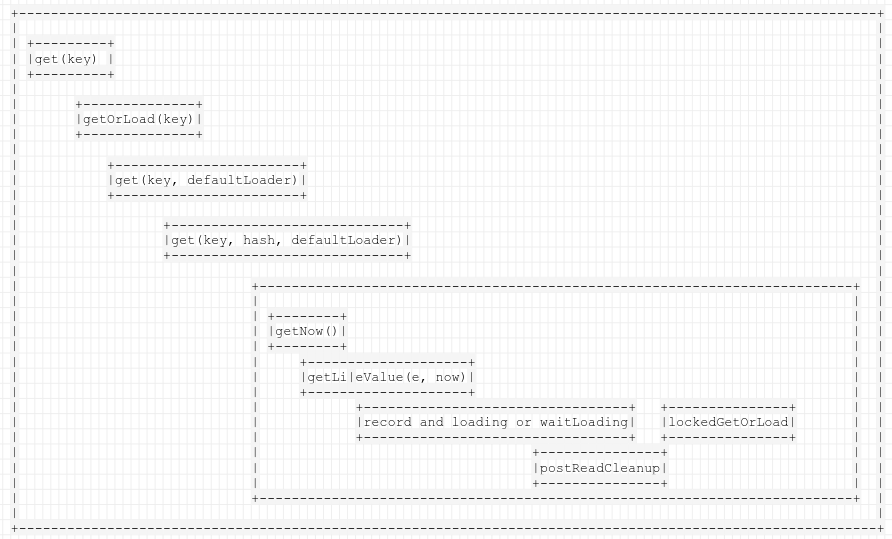 get(key)
getOrLoad(key)
get(key, defaultLoader)
get(key, hash, defaultLoader)
getNow()
getLi|eValue(e, now)
record and loading or waitLoading
lockedGetOrLoad
postReadCleanup